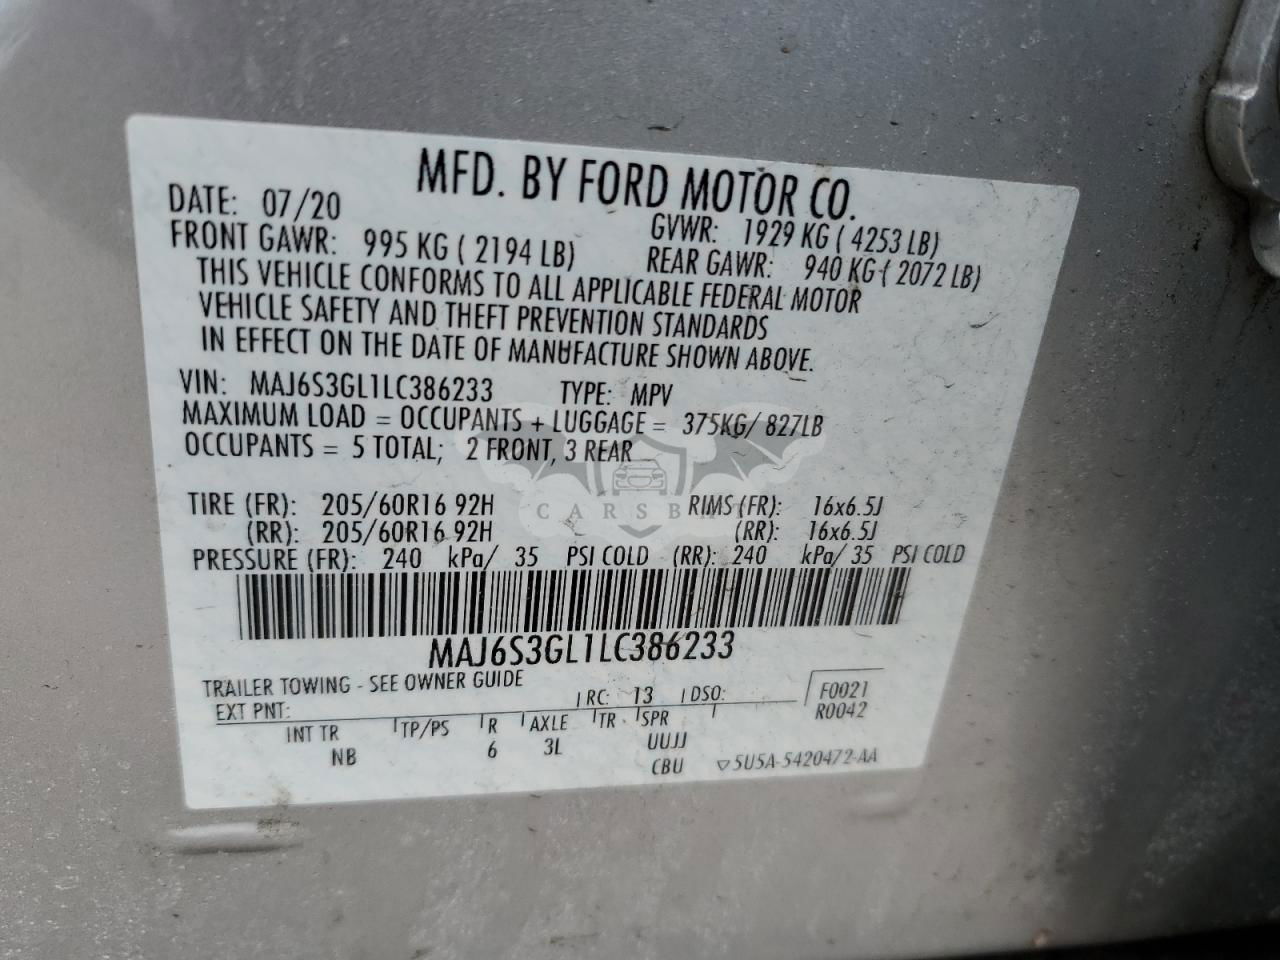 MFD. BY FORD MOTOR CO.
DATE: 07/20 GVWR: 1929 KG ( 4253 LB)
FRONT GAWR: 995 KG ( 2194 LB) REAR GAWR: 940 KG ( 2072 LB)
THIS VEHICLE CONFORMS TO ALL APPLICABLE FEDERAL MOTOR
VEHICLE SAFETY AND THEFT PREVENTION STANDARDS
IN EFFECT ON THE DATE OF MANUFACTURE SHOWN ABOVE.
VIN: MAJ6S3GL1LC386233 TYPE: MPV
MAXIMUM LOAD = OCCUPANTS + LUGGAGE = 375KG/ 827LB
OCCUPANTS = 5 TOTAL; 2 FRONT, 3 REAR
TIRE (FR): 205/60R16 92H RIMS (FR): 16x6.5J
(RR): 205/60R16 92H (RR): 16x6.5J
CARSBAT
PRESSURE (FR): 240 kPa/ 35 PSI COLD (RR): 240 kPa/ 35 PSI COLD
MAJ6S3GL1LC386233
TRAILER TOWING - SEE OWNER GUIDE
EXT PNT: RC: 13 DSO: F0021
R0042
INT TR TP/PS R AXLE TR SPR
NB 6 3L UUJJ
CBU ▽5U5A-5420472-AA